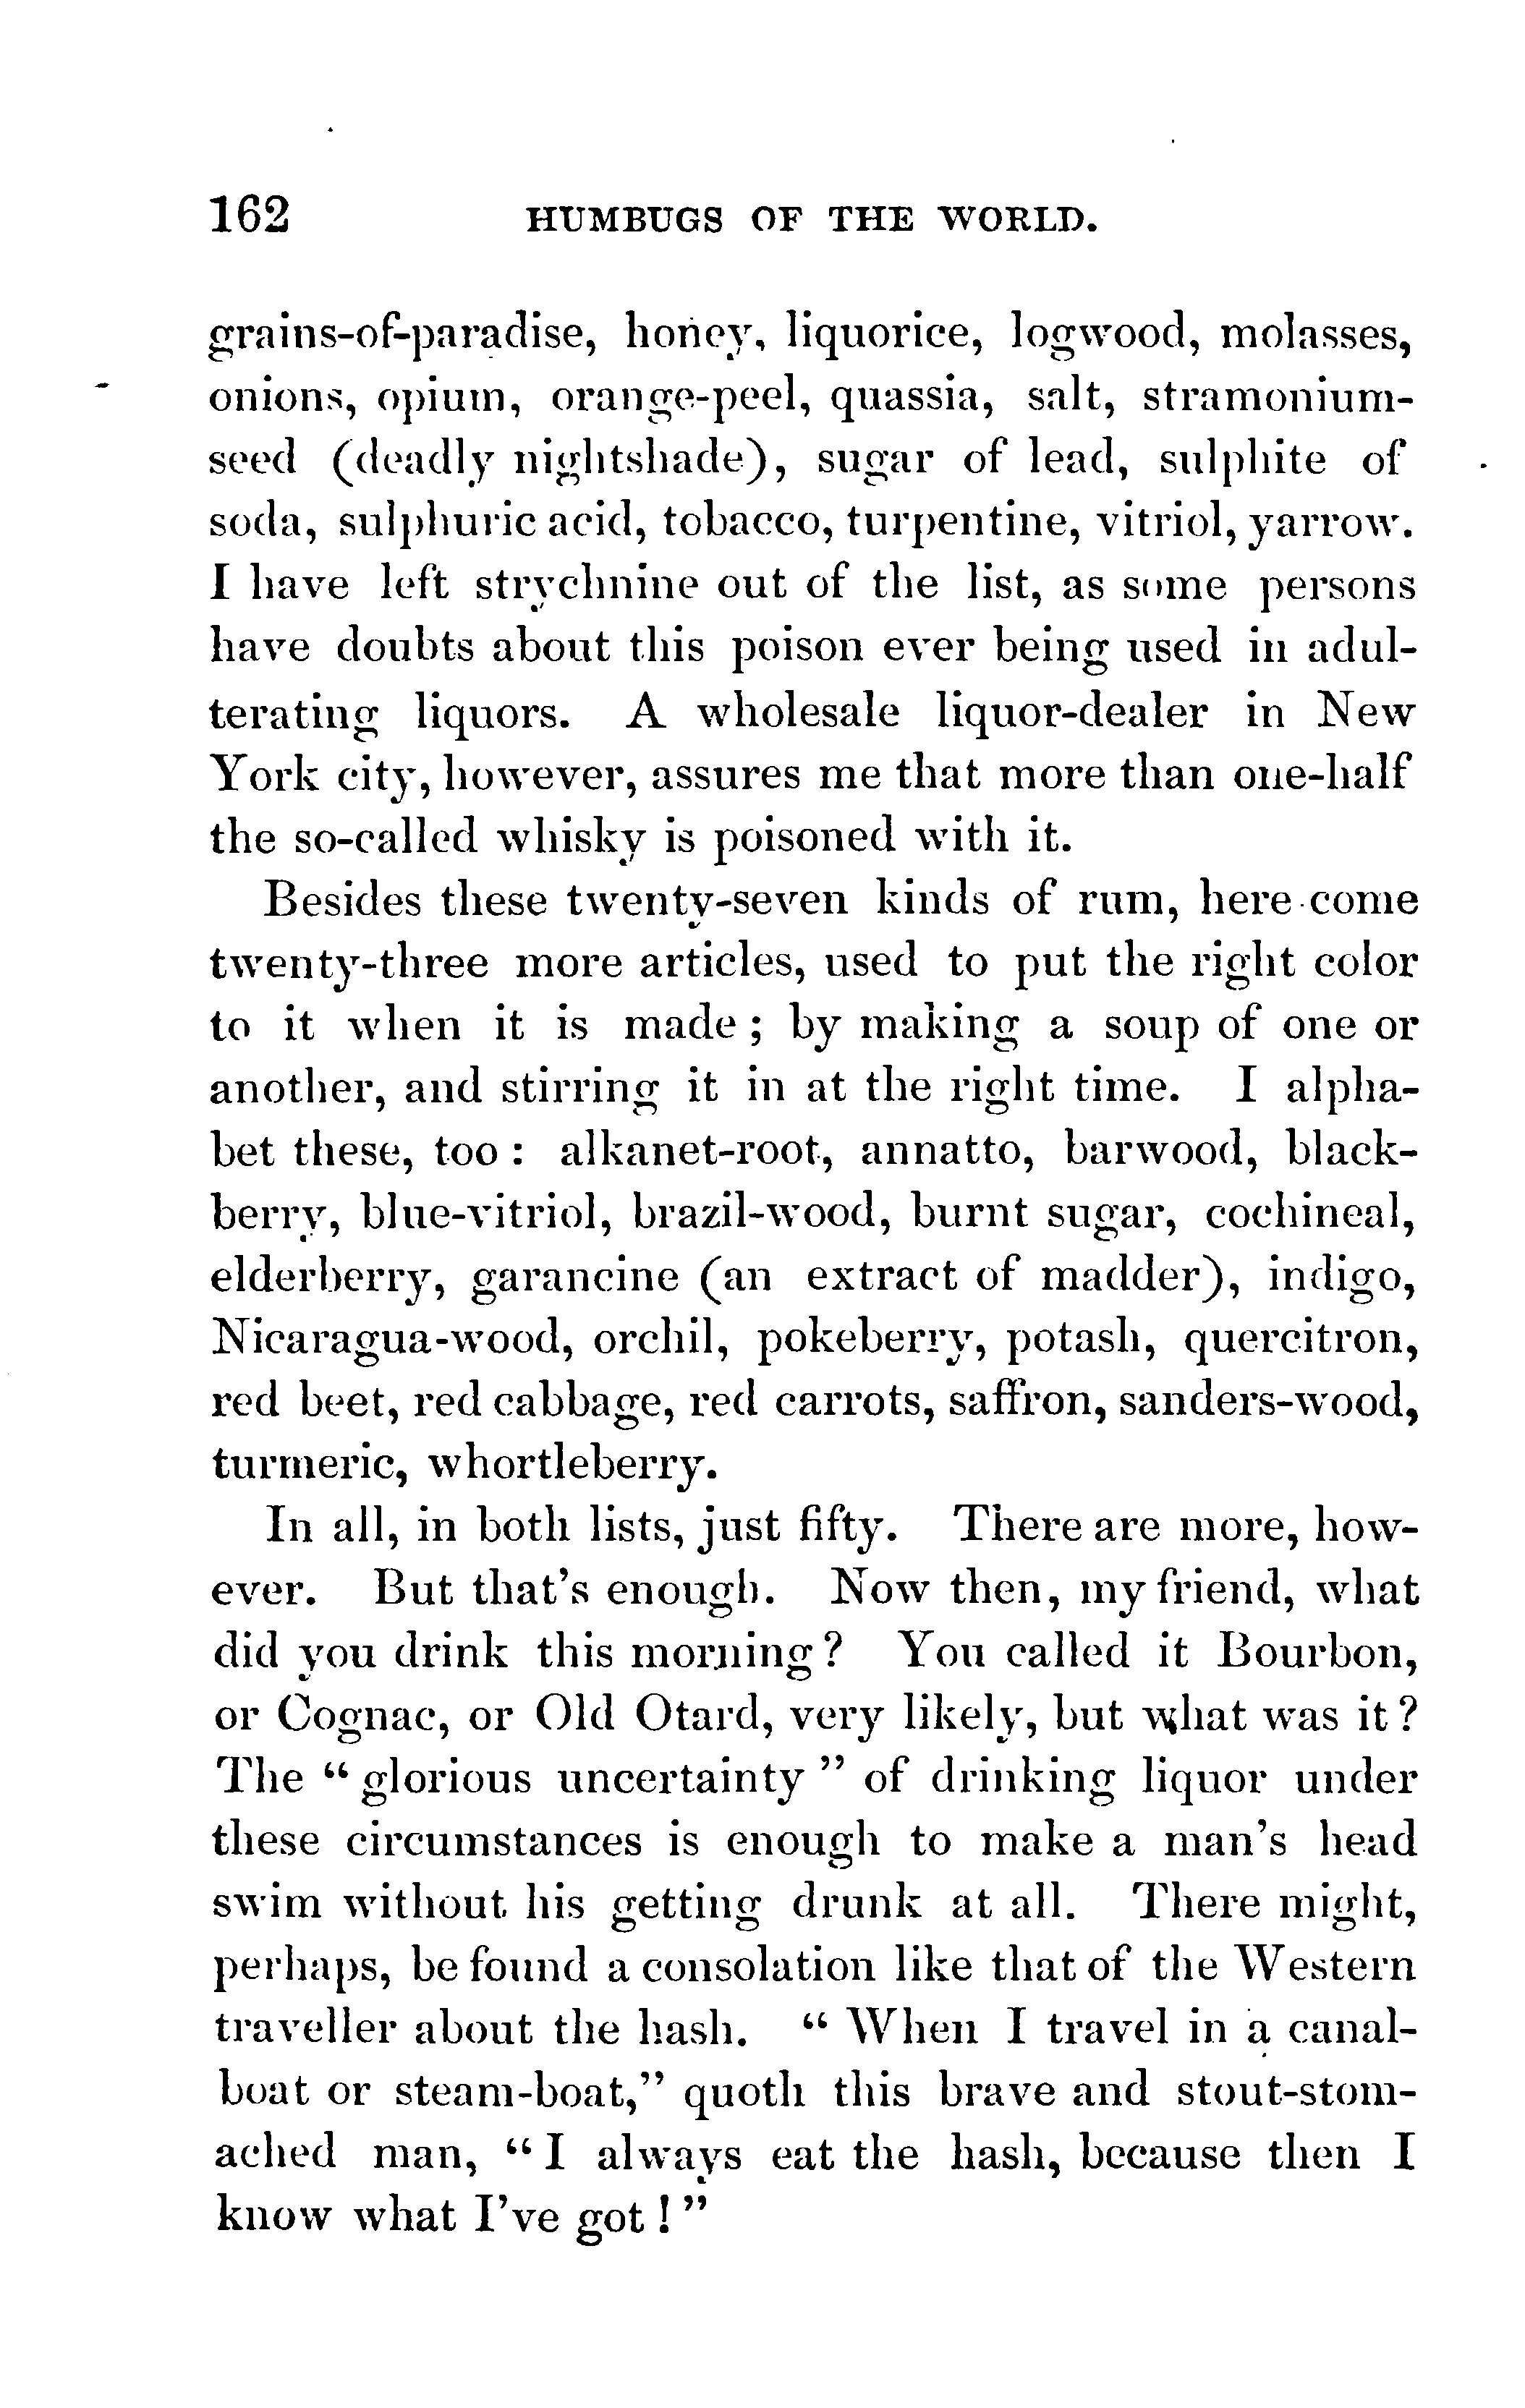 162 HUMBUGS OF THE WORLD.
grains-of-paradise, honey, liquorice, logwood, molasses,
onions, opium, orange-peel, quassia, salt, stramonium-
seed (deadly nightshade), sugar of lead, sulphite of
soda, sulphuric acid, tobacco, turpentine, vitriol, yarrow.
I have left strychnine out of the list, as some persons
have doubts about this poison ever being used in adul-
terating liquors. A wholesale liquor-dealer in New
York city, however, assures me that more than one-half
the so-called whisky is poisoned with it.
Besides these twenty-seven kinds of rum, here come
twenty-three more articles, used to put the right color
to it when it is made ; by making a soup of one or
another, and stirring it in at the right time. I alpha-
bet these, too : alkanet-root, annatto, barwood, black-
berry, blue-vitriol, brazil-wood, burnt sugar, cochineal,
elderberry, garancine (an extract of madder), indigo,
Nicaragua-wood, orchil, pokeberry, potash, quercitron,
red beet, red cabbage, red carrots, saffron, sanders-wood,
turmeric, whortleberry.
In all, in both lists, just fifty. There are more, how-
ever. But that's enough. Now then, my friend, what
did you drink this morning ? You called it Bourbon,
or Cognac, or Old Otard, very likely, but what was it ?
The “ glorious uncertainty ” of drinking liquor under
these circumstances is enough to make a man's head
swim without his getting drunk at all. There might,
perhaps, be found a consolation like that of the Western
traveller about the hash. “ When I travel in a canal-
boat or steam-boat,” quoth this brave and stout-stom-
ached man, “ I always eat the hash, because then I
know what I've got ! ”